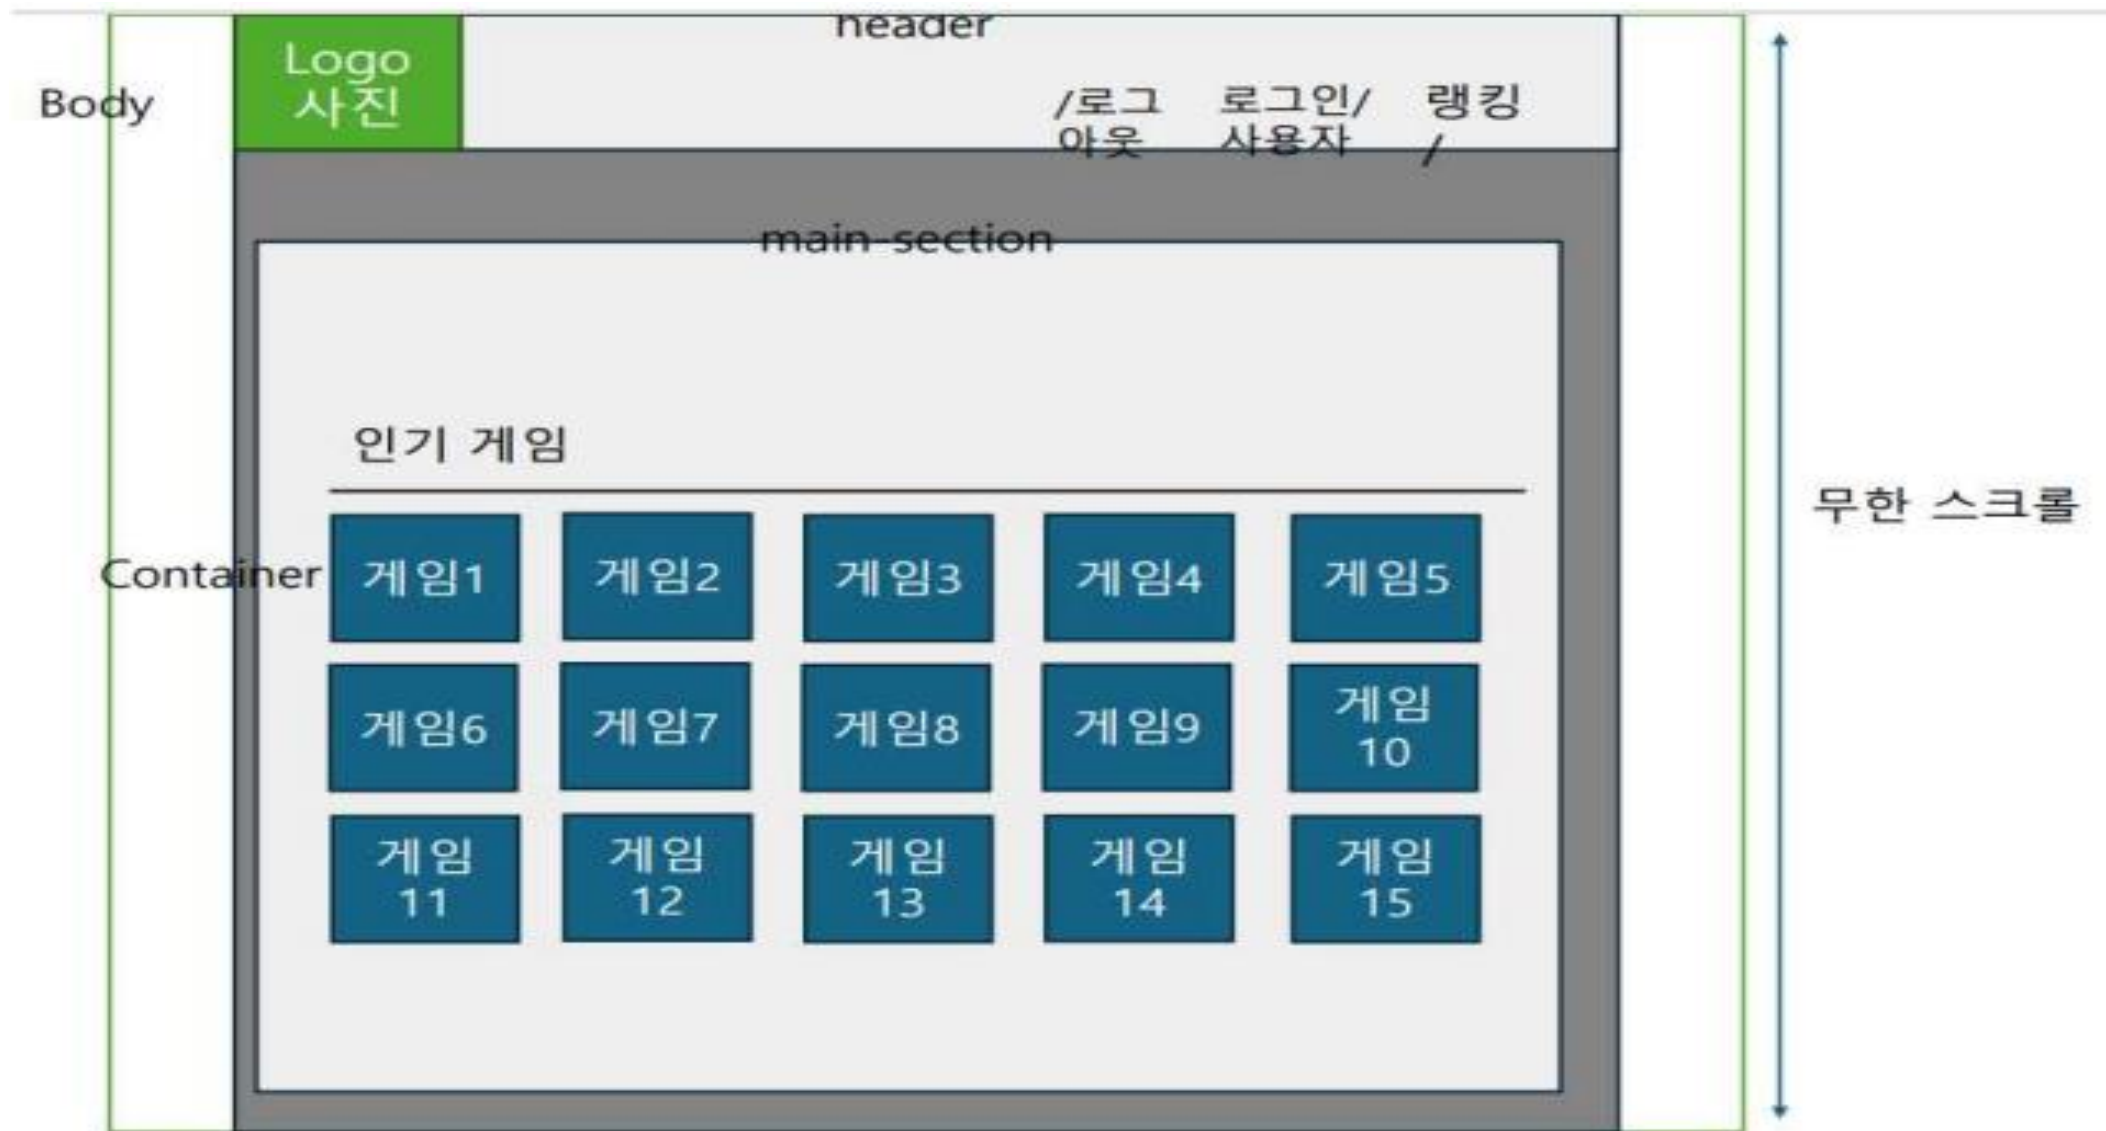 header
Logo
사진
Body
/로그
아웃
로그인/
사용자
랭킹
/
main-section
인기 게임
무한 스크롤
Container
게임1
게임2
게임3
게임4
게임5
게임6
게임7
게임8
게임9
게임
10
게임
11
게임
12
게임
13
게임
14
게임
15